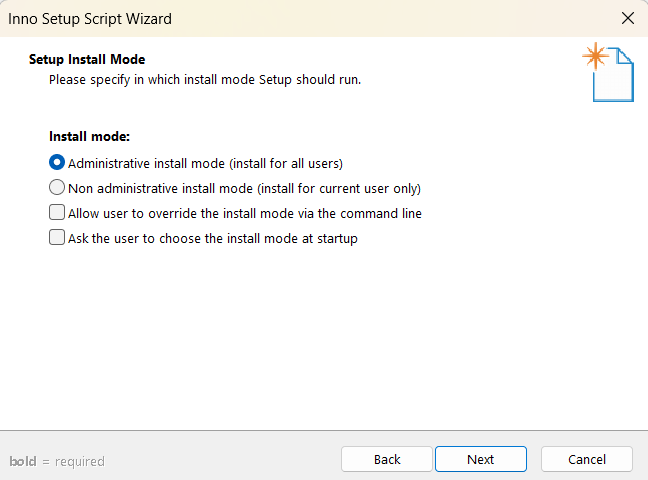 Inno Setup Script Wizard
Setup Install Mode
Please specify in which install mode Setup should run.
Install mode:
Administrative install mode (install for all users)
Non administrative install mode (install for current user only)
Allow user to override the install mode via the command line
Ask the user to choose the install mode at startup
bold = required
Back Next Cancel